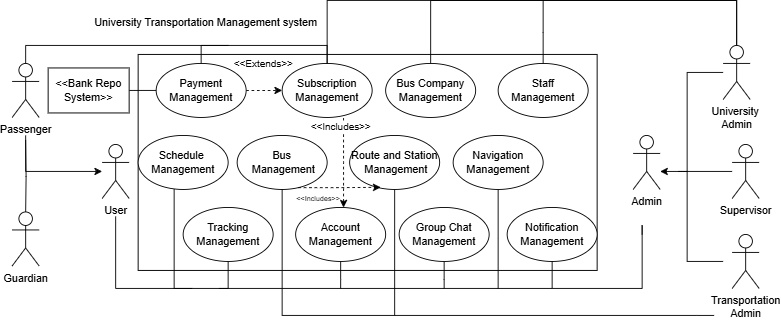 University Transportation Management system
<<Bank Repo
System>>
Payment
Management
<<Extends>>
Subscription
Management
Bus Company
Management
Staff
Management
Passenger
University
Admin
<<Includes>>
Schedule
Management
Bus
Management
Route and Station
Management
Navigation
Management
User
Admin
Supervisor
<<Includes>>
Tracking
Management
Account
Management
Group Chat
Management
Notification
Management
Guardian
Transportation
Admin